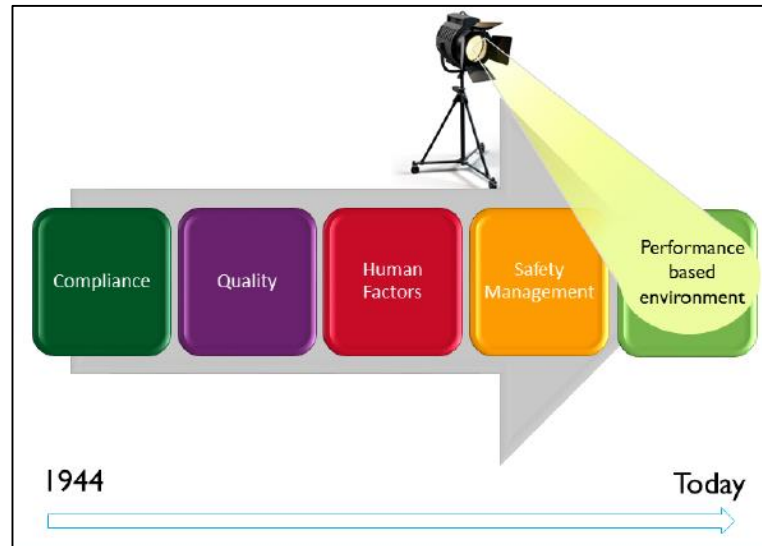 Compliance
Quality
Human
Factors
Safety
Management
Performance
based
environment
1944
Today